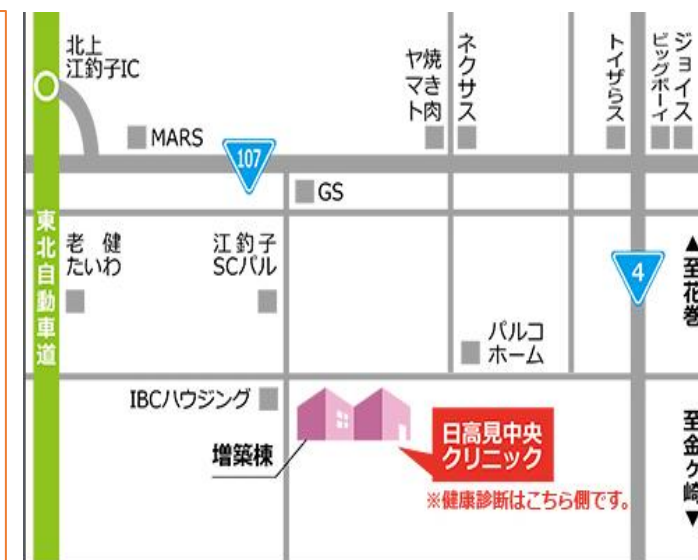 北上
江釣子IC
MARS
107
焼き肉
ヤマト
ネクサス
トイザらス
ジョイス
ビッグボーイ
GS
東北自動車道
老健
たいわ
江釣子
SCパル
4
▲至花巻
パルコ
ホーム
IBCハウジング
増築棟
日高見中央
クリニック
※健康診断はこちら側です。
至金ヶ崎▼